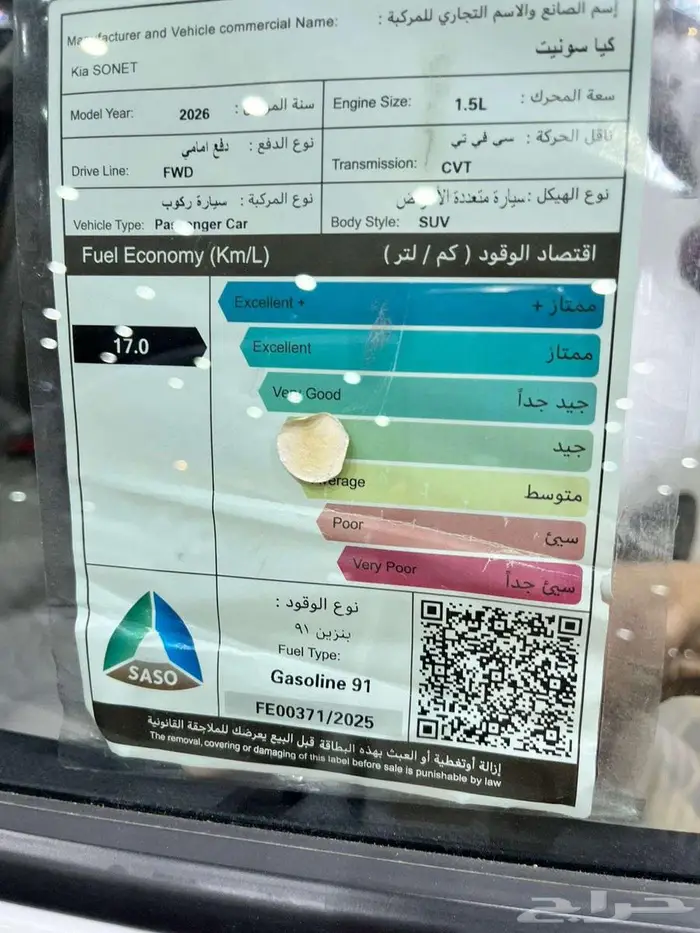 إسم الصانع والاسم التجاري للمركبة :
Manufacturer and Vehicle commercial Name:
كيا سونيت
Kia SONET
سنة الموديل :
Model Year: 2026
سعة المحرك :
Engine Size: 1.5L
نوع الدفع : دفع امامي
Drive Line: FWD
ناقل الحركة : سي في تي
Transmission: CVT
نوع المركبة : سيارة ركوب
Vehicle Type: Passenger Car
نوع الهيكل : سيارة متعددة الأغراض
Body Style: SUV
Fuel Economy (Km/L) اقتصاد الوقود ( كم / لتر )
Excellent + ممتاز +
17.0
Excellent ممتاز
Very Good جيد جداً
جيد
Average متوسط
Poor سيئ
Very Poor سيئ جداً
نوع الوقود :
بنزين ٩١
Fuel Type:
Gasoline 91
FE00371/2025
SASO
إزالة أوتغطية أو العبث بهذه البطاقة قبل البيع يعرضك للملاحقة القانونية
The removal, covering or damaging of this label before sale is punishable by law
حراج